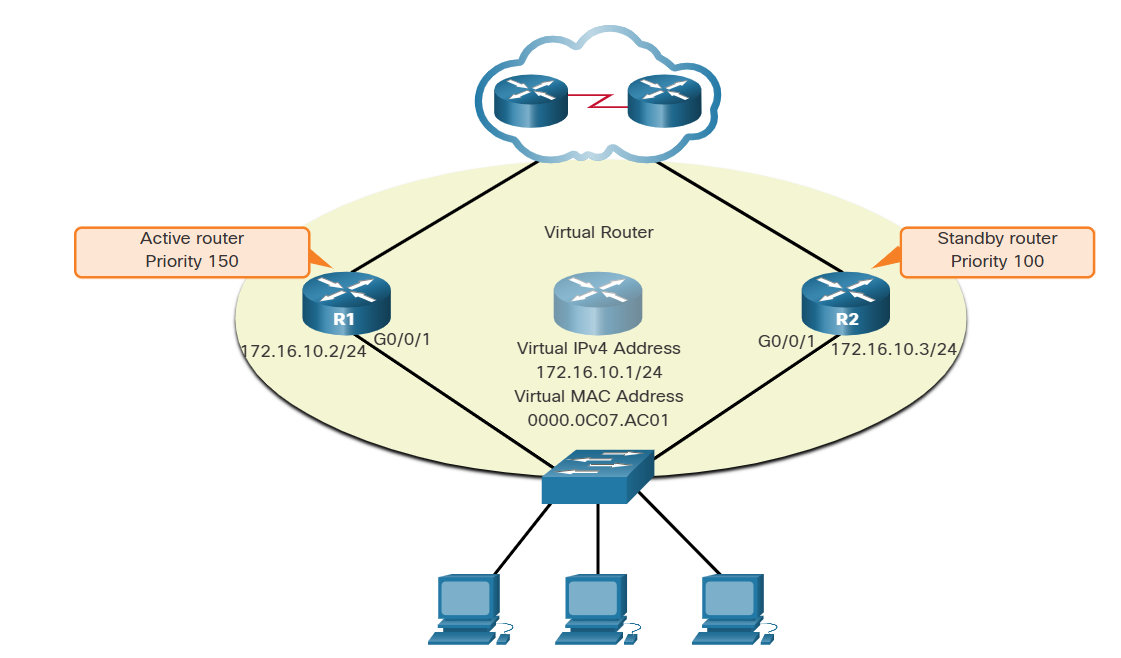 Virtual Router
Active router
Priority 150
Standby router
Priority 100
R1
R2
G0/0/1
172.16.10.2/24
G0/0/1
172.16.10.3/24
Virtual IPv4 Address
172.16.10.1/24
Virtual MAC Address
0000.0C07.AC01